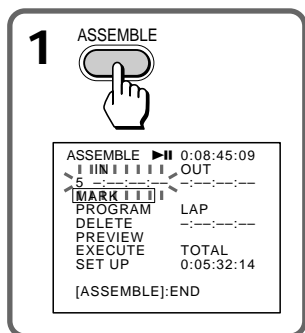 1 ASSEMBLE
ASSEMBLE ►II 0:08:45:09
IN OUT
5 –:––:––:–– –:––:––:––
MARK
PROGRAM LAP
DELETE –:––:––:––
PREVIEW
EXECUTE TOTAL
SET UP 0:05:32:14
[ASSEMBLE]:END